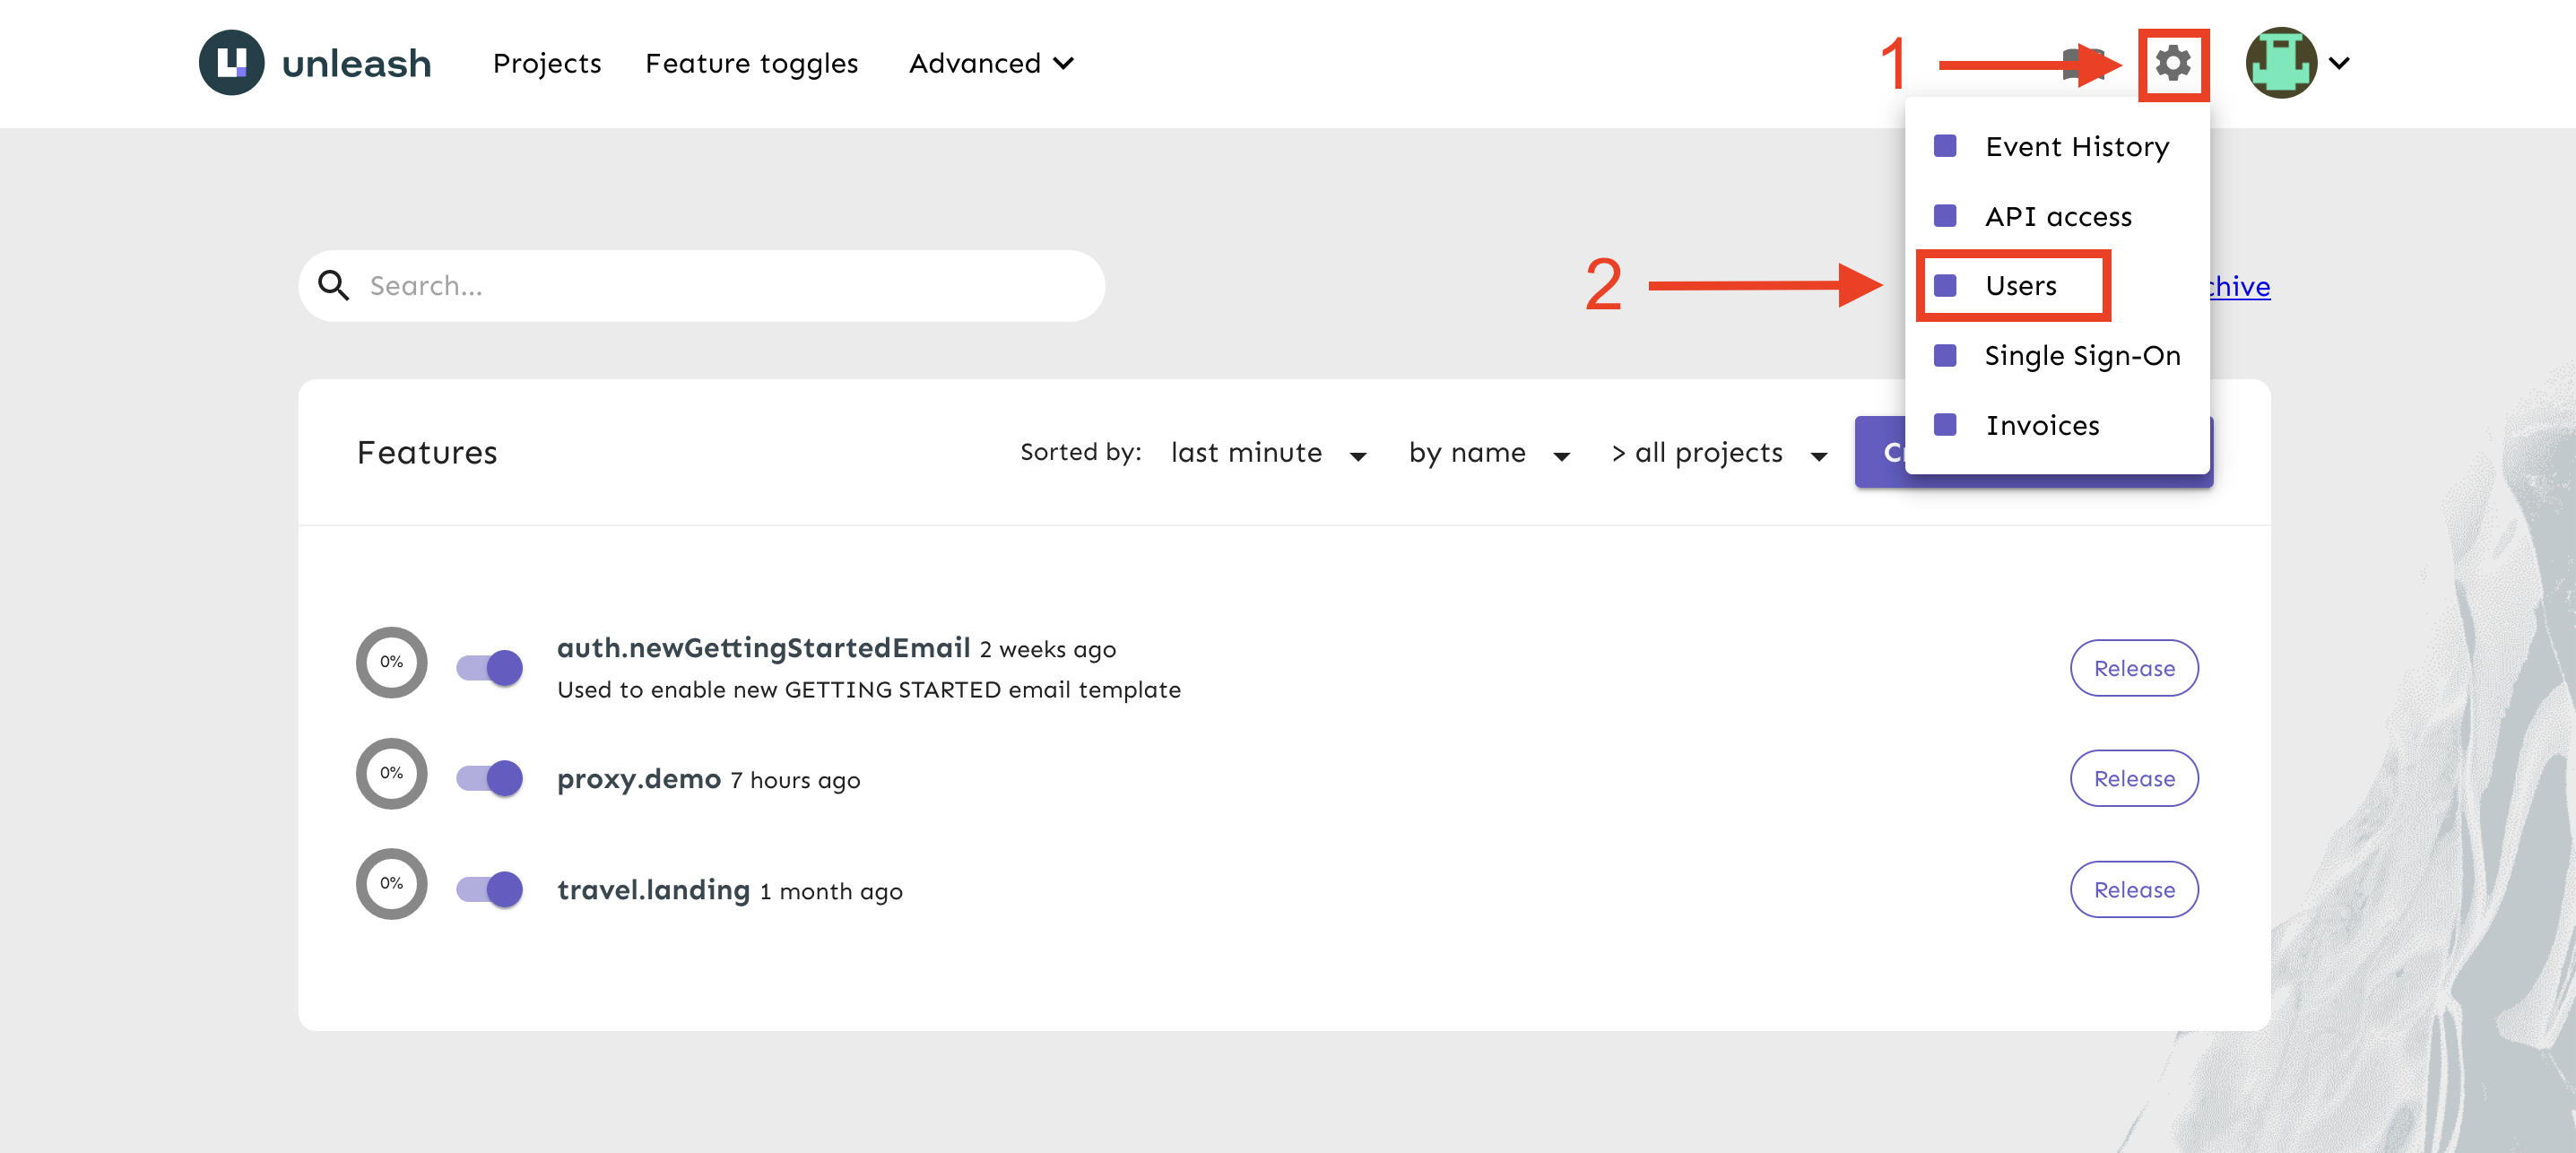 unleash Projects Feature toggles Advanced 1
Event History
API access
Search... 2 Users
Single Sign-On
Invoices
Features Sorted by: last minute by name > all projects
0% auth.newGettingStartedEmail 2 weeks ago Release
Used to enable new GETTING STARTED email template
0% proxy.demo 7 hours ago Release
0% travel.landing 1 month ago Release